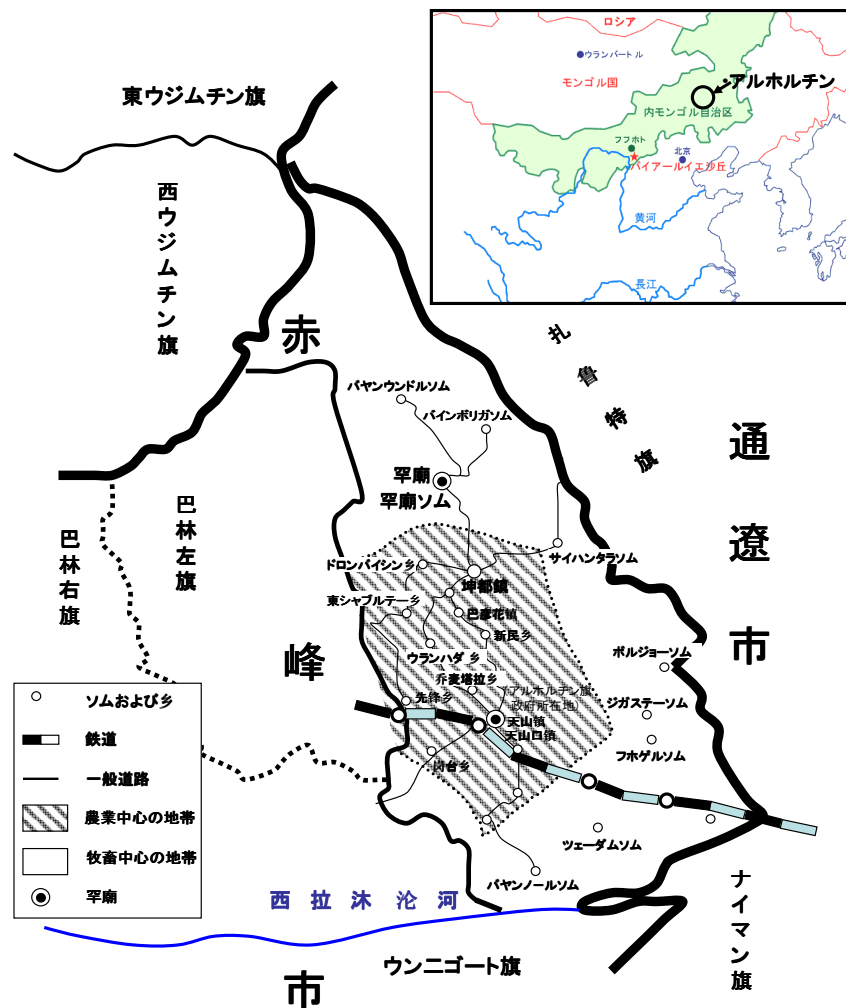 ロシア
ウランバートル
モンゴル国
アルホルチン
内モンゴル自治区
フフホト
北京
バイアールイエ沙丘
黄河
長江
東ウジムチン旗
西ウジムチン旗
赤
峰
市
扎鲁特旗
通遼市
バヤンウンドルソム
バインボリガソム
罕廟
罕廟ソム
巴林右旗
巴林左旗
サイハンタラソム
ドロンバイシン乡
坤都鎮
東シャブルテー乡
巴彦花镇
新民乡
ウランハダ 乡
乔麦塔拉乡
ボルジョーソム
先锋乡
(アルホルチン旗
政府所在地)
天山镇
天山口镇
ジガステーソム
フホゲルソム
岗台乡
ツェーダムソム
バヤンノールソム
ナイマン旗
西拉沐沦河
ウンニゴート旗
ソムおよび乡
鉄道
一般道路
農業中心の地帯
牧畜中心の地帯
罕廟